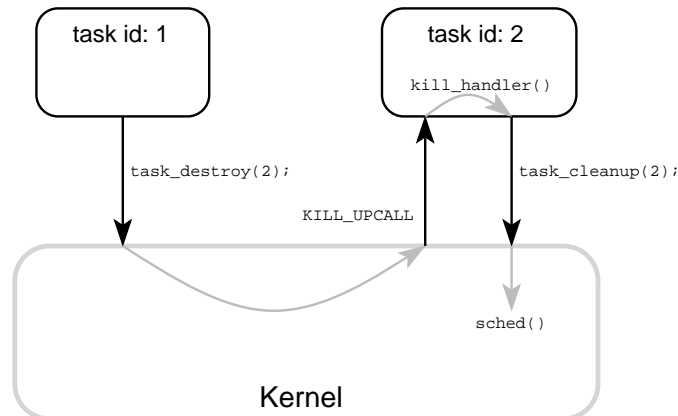 task id: 1
task id: 2
kill_handler()
task_destroy(2);
task_cleanup(2);
KILL_UPCALL
sched()
Kernel